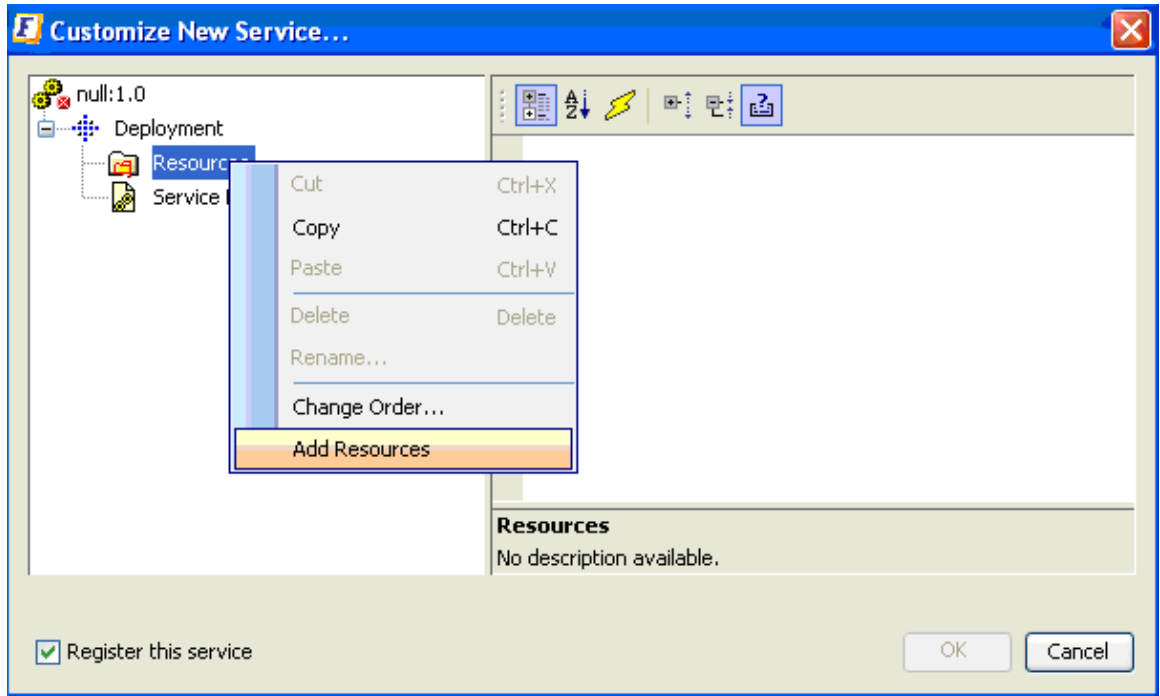 Customize New Service...
null:1.0
Deployment
Resources
Service
Cut Ctrl+X
Copy Ctrl+C
Paste Ctrl+V
Delete Delete
Rename...
Change Order...
Add Resources
Resources
No description available.
Register this service
OK Cancel